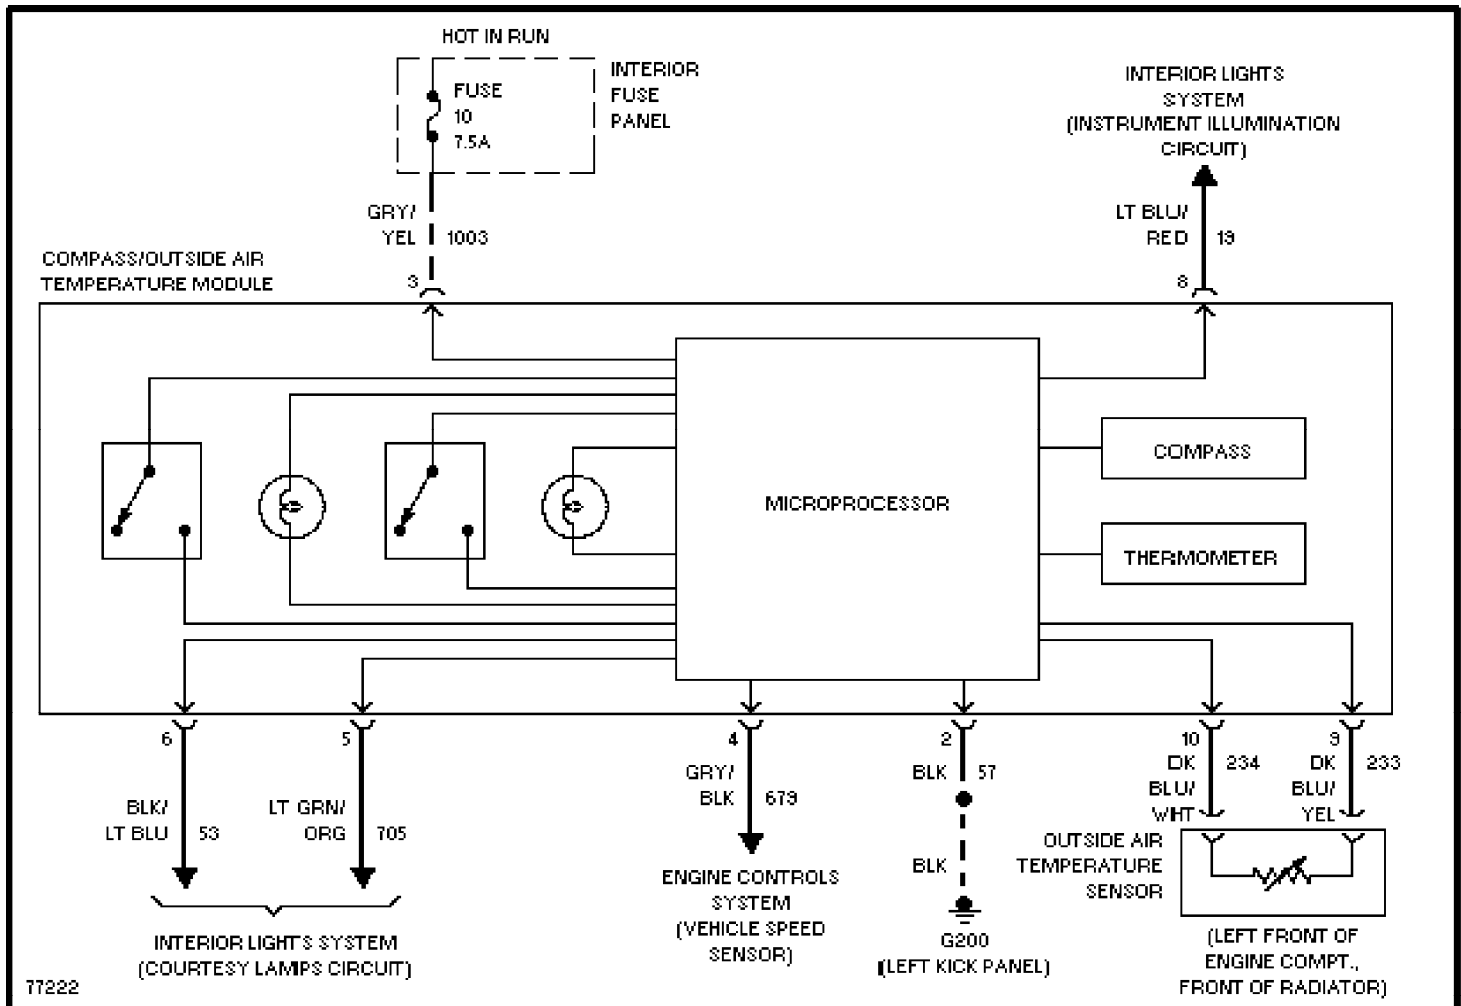 HOT IN RUN
FUSE
10
7.5A
INTERIOR
FUSE
PANEL
INTERIOR LIGHTS
SYSTEM
(INSTRUMENT ILLUMINATION
CIRCUIT)
GRY/
YEL 1003
LT BLU/
RED 19
COMPASS/OUTSIDE AIR
TEMPERATURE MODULE
3
8
MICROPROCESSOR
COMPASS
THERMOMETER
6
5
4
2
10
9
BLK/
LT BLU 53
LT GRN/
ORG 705
GRY/
BLK 679
BLK 57
BLK
DK 234
BLU/
WHT
DK 233
BLU/
YEL
OUTSIDE AIR
TEMPERATURE
SENSOR
INTERIOR LIGHTS SYSTEM
(COURTESY LAMPS CIRCUIT)
ENGINE CONTROLS
SYSTEM
(VEHICLE SPEED
SENSOR)
G200
(LEFT KICK PANEL)
(LEFT FRONT OF
ENGINE COMPT.,
FRONT OF RADIATOR)
77222